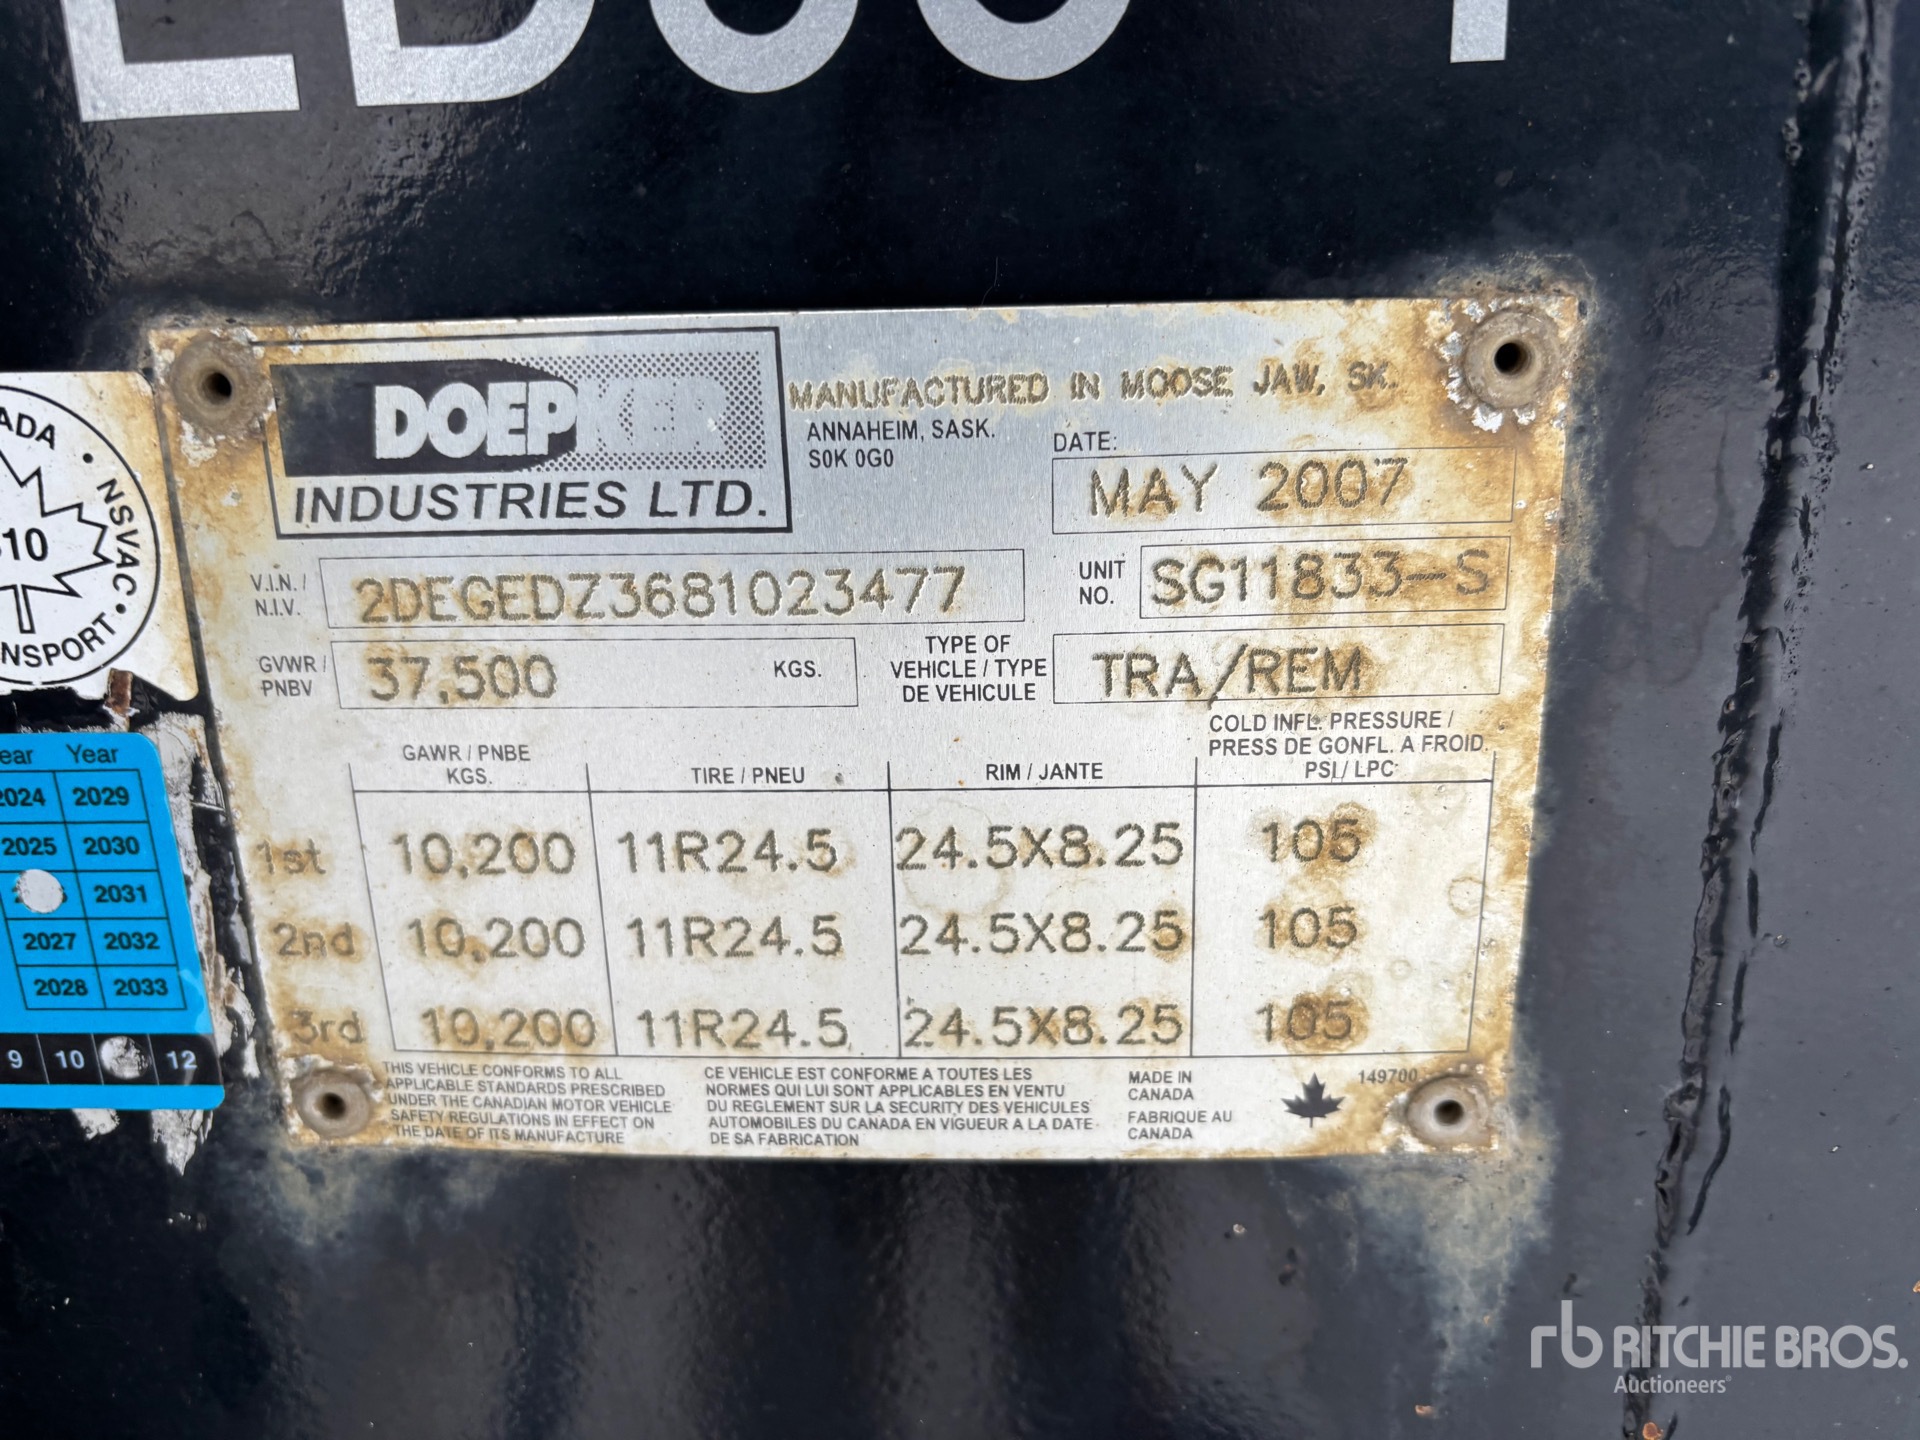 DOEPKER
INDUSTRIES LTD.
MANUFACTURED IN MOOSE JAW, SK.
ANNAHEIM, SASK.
S0K 0G0
DATE:
MAY 2007
V.I.N. /
N.I.V.
2DEGEDZ3681023477
UNIT
NO.
SG11833-S
GVWR /
PNBV
37,500
KGS.
TYPE OF
VEHICLE / TYPE
DE VEHICULE
TRA/REM
GAWR / PNBE
KGS.
TIRE / PNEU
RIM / JANTE
COLD INFL. PRESSURE /
PRESS DE GONFL. A FROID
PSI / LPC
1st 10,200 11R24.5 24.5X8.25 105
2nd 10,200 11R24.5 24.5X8.25 105
3rd 10,200 11R24.5 24.5X8.25 105
THIS VEHICLE CONFORMS TO ALL
APPLICABLE STANDARDS PRESCRIBED
UNDER THE CANADIAN MOTOR VEHICLE
SAFETY REGULATIONS IN EFFECT ON
THE DATE OF ITS MANUFACTURE
CE VEHICLE EST CONFORME A TOUTES LES
NORMES QUI LUI SONT APPLICABLES EN VENTU
DU REGLEMENT SUR LA SECURITY DES VEHICULES
AUTOMOBILES DU CANADA EN VIGUEUR A LA DATE
DE SA FABRICATION
MADE IN
CANADA
FABRIQUE AU
CANADA
149700
ADA • NSVAC •
10
NSPORT
ear Year
2024 2029
2025 2030
2031
2027 2032
2028 2033
9 10 12
rb RITCHIE BROS.
Auctioneers